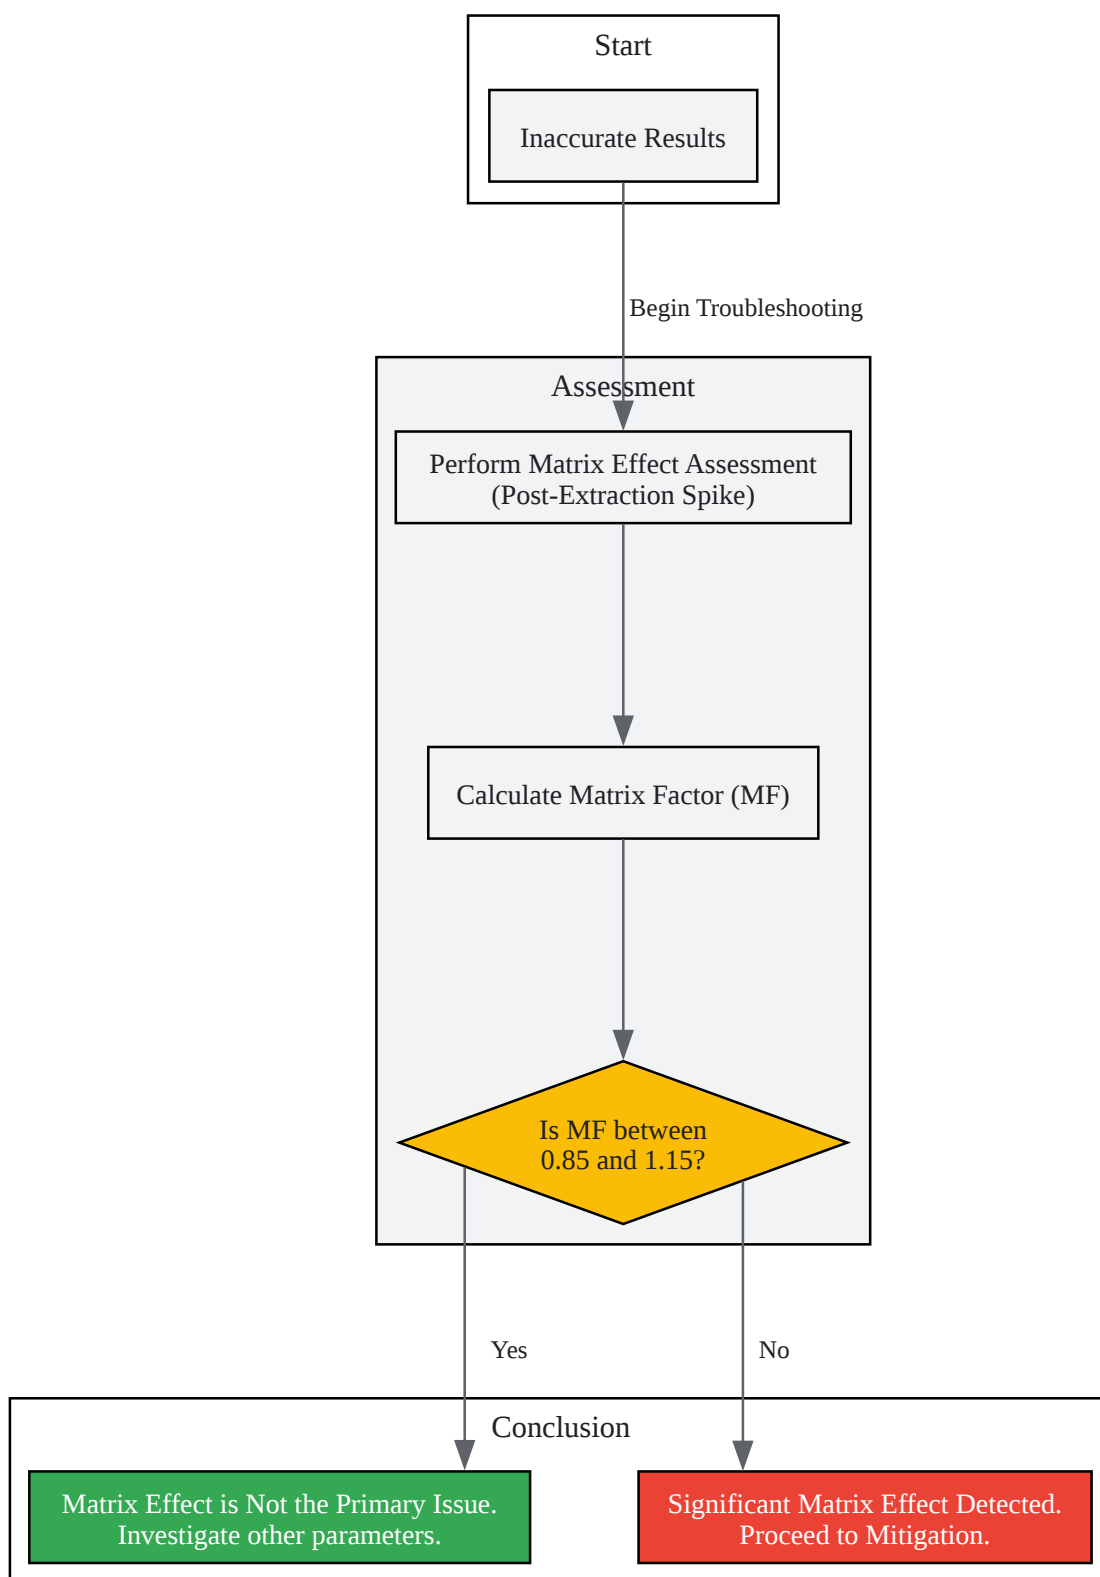 Start
Inaccurate Results
Begin Troubleshooting
Assessment
Perform Matrix Effect Assessment
(Post-Extraction Spike)
Calculate Matrix Factor (MF)
Is MF between
0.85 and 1.15?
Yes
No
Conclusion
Matrix Effect is Not the Primary Issue.
Investigate other parameters.
Significant Matrix Effect Detected.
Proceed to Mitigation.